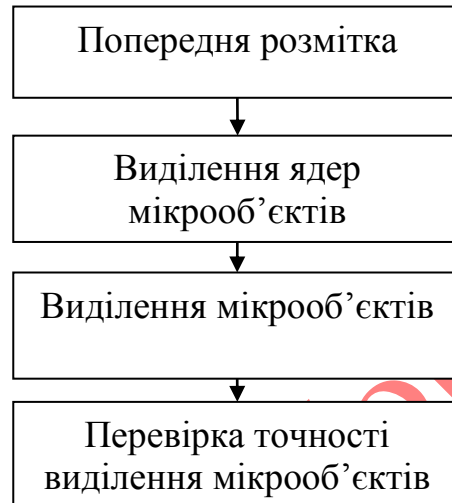 Попередня розмітка
Виділення ядер
мікрооб’єктів
Виділення мікрооб’єктів
Перевірка точності
виділення мікрооб’єктів